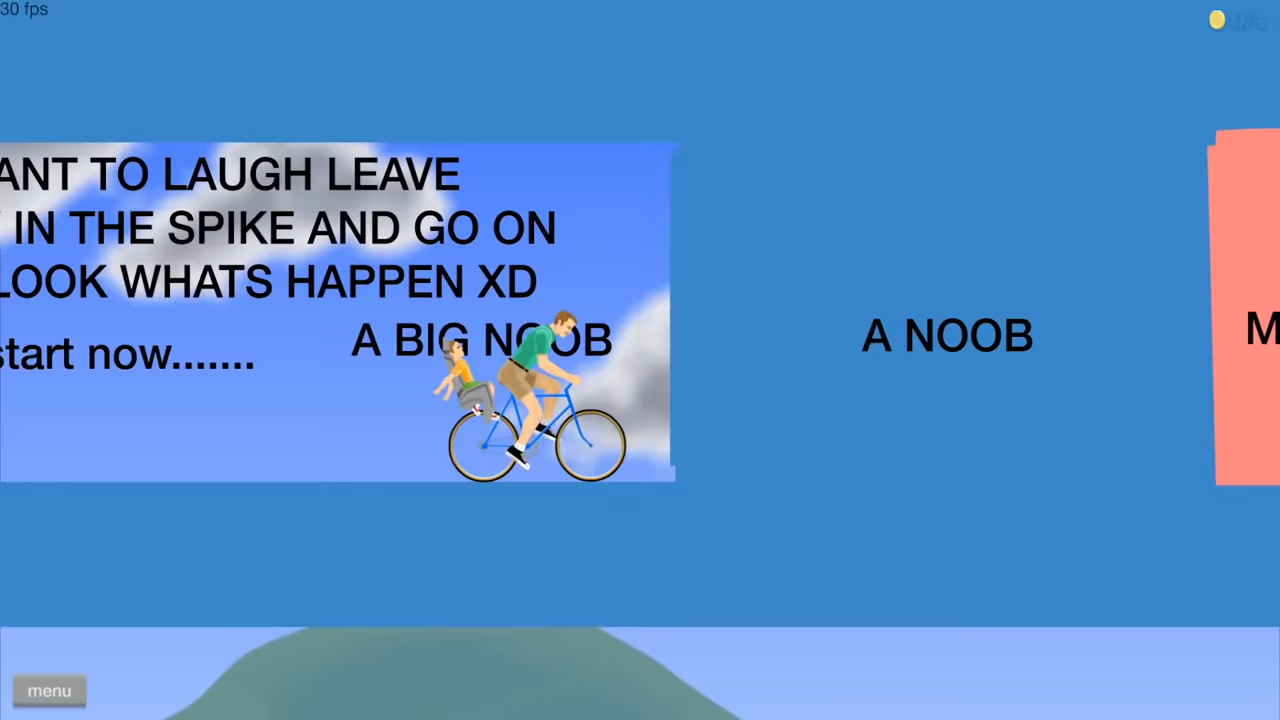 30 fps
ANT TO LAUGH LEAVE
IN THE SPIKE AND GO ON
LOOK WHATS HAPPEN XD
start now.......
A BIG NOOB
A NOOB
M
menu